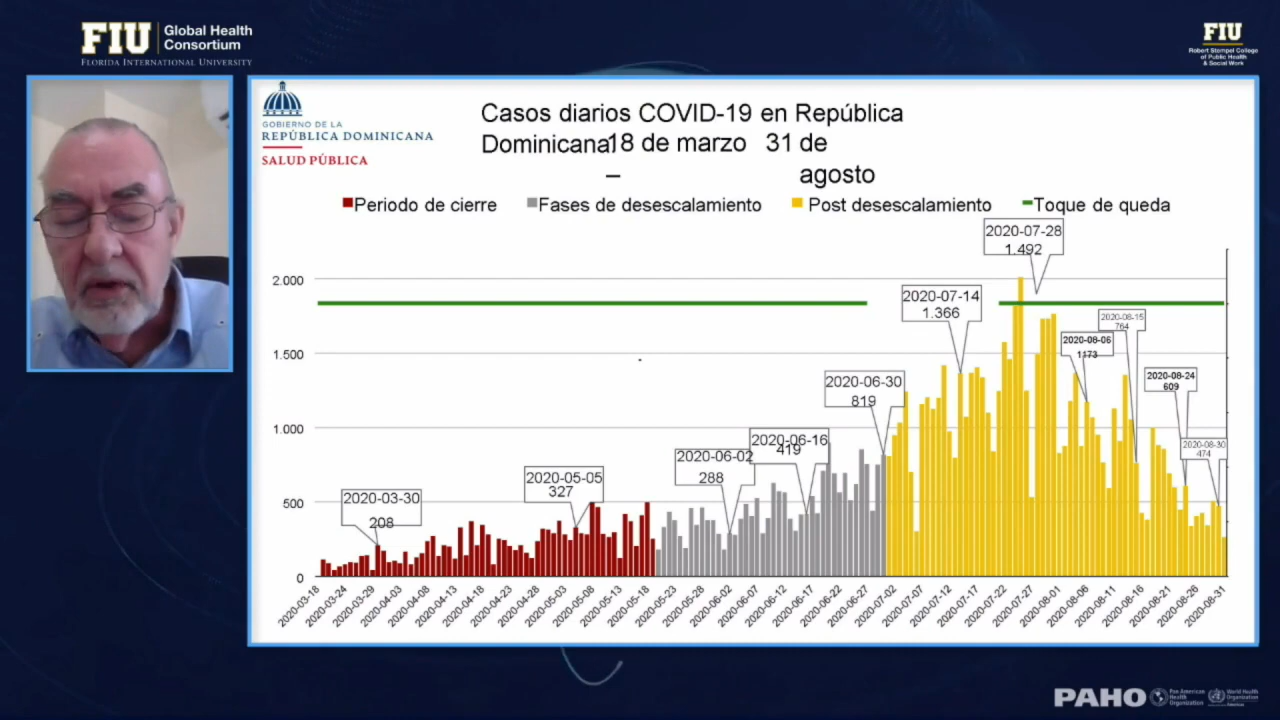 FIU
Global Health
Consortium
FLORIDA INTERNATIONAL UNIVERSITY
FIU
Robert Stempel College
of Public Health
& Social Work
GOBIERNO DE LA
REPÚBLICA DOMINICANA
SALUD PÚBLICA
Casos diarios COVID-19 en República
Dominicana18 de marzo 31 de
– agosto
Periodo de cierre
Fases de desescalamiento
Post desescalamiento
Toque de queda
2020-07-28
1.492
2020-07-14
1.366
2020-08-15
764
2020-08-06
1173
2020-08-24
609
2020-06-30
819
2020-06-16
419
2020-08-30
474
2020-06-02
288
2020-05-05
327
2020-03-30
208
2.000
1.500
1.000
500
0
2020-03-18
2020-03-24
2020-03-29
2020-04-03
2020-04-08
2020-04-13
2020-04-18
2020-04-23
2020-04-28
2020-05-03
2020-05-08
2020-05-13
2020-05-18
2020-05-23
2020-05-28
2020-06-02
2020-06-07
2020-06-12
2020-06-17
2020-06-22
2020-06-27
2020-07-02
2020-07-07
2020-07-12
2020-07-17
2020-07-22
2020-07-27
2020-08-01
2020-08-06
2020-08-11
2020-08-16
2020-08-21
2020-08-26
2020-08-31
PAHO
Pan American
Health
Organization
World Health
Organization